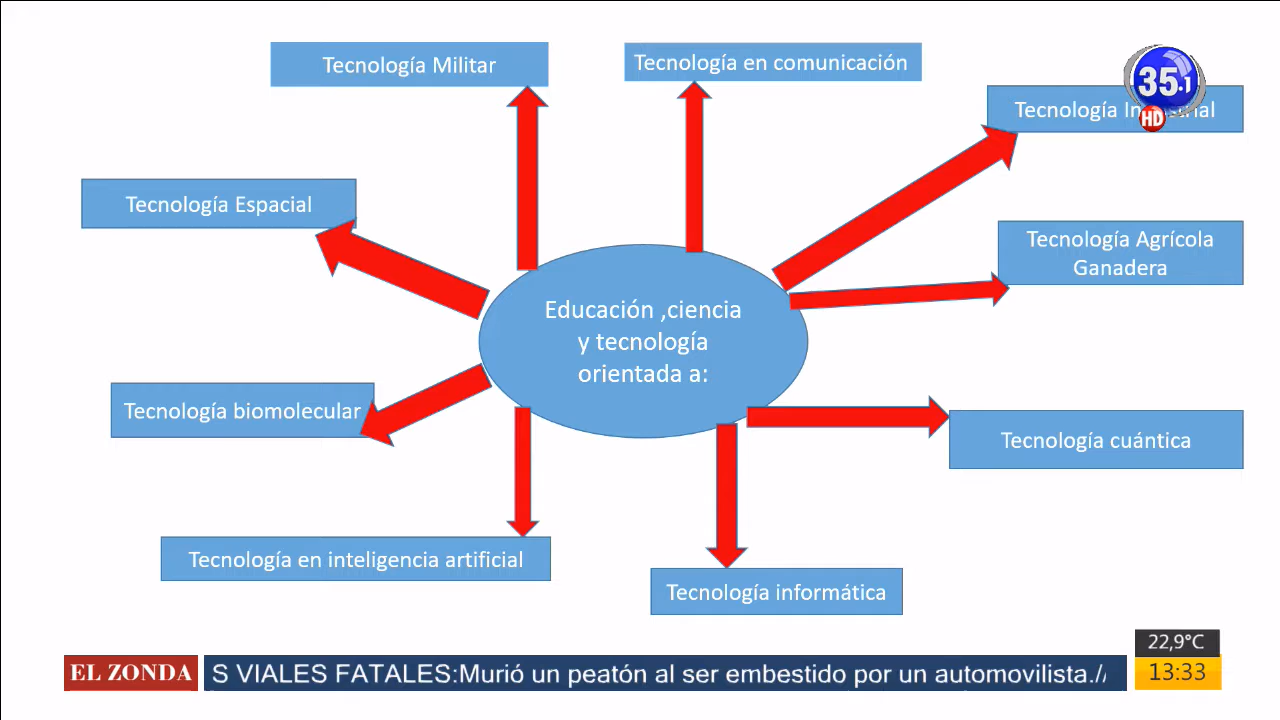 Tecnología Militar
Tecnología en comunicación
35.1
HD
Tecnología
Tecnología Espacial
Tecnología Agrícola
Ganadera
Educación ,ciencia
y tecnología
orientada a:
Tecnología biomolecular
Tecnología cuántica
Tecnología en inteligencia artificial
Tecnología informática
22,9°C
EL ZONDA
S VIALES FATALES:Murió un peatón al ser embestido por un automovilista.//
13:33